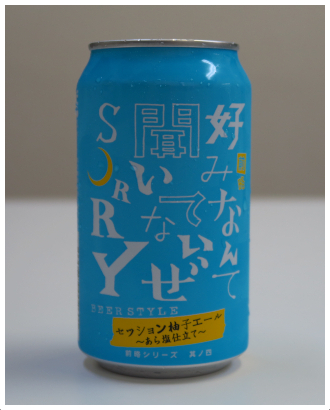 好みなんて
聞いてないぜ
SORRY
BEER STYLE
セッション柚子エール
〜あら塩仕立て〜
前略シリーズ 其ノ四